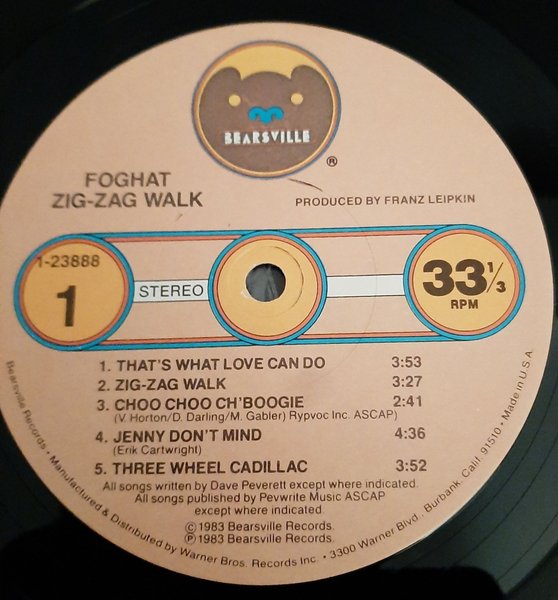 BEARSVILLE
®
FOGHAT
ZIG-ZAG WALK
PRODUCED BY FRANZ LEIPKIN
1-23888
1
STEREO
33 1/3
RPM
1. THAT'S WHAT LOVE CAN DO 3:53
2. ZIG-ZAG WALK 3:27
3. CHOO CHOO CH'BOOGIE 2:41
(V. Horton/D. Darling/M. Gabler) Rypvoc Inc. ASCAP)
4. JENNY DON'T MIND 4:36
(Erik Cartwright)
5. THREE WHEEL CADILLAC 3:52
All songs written by Dave Peverett except where indicated.
All songs published by Pevwrite Music ASCAP
except where indicated.
© 1983 Bearsville Records.
℗ 1983 Bearsville Records.
Bearsville Records • Manufactured & Distributed by Warner Bros. Records Inc. • 3300 Warner Blvd., Burbank, Calif. 91510 • Made in U.S.A.